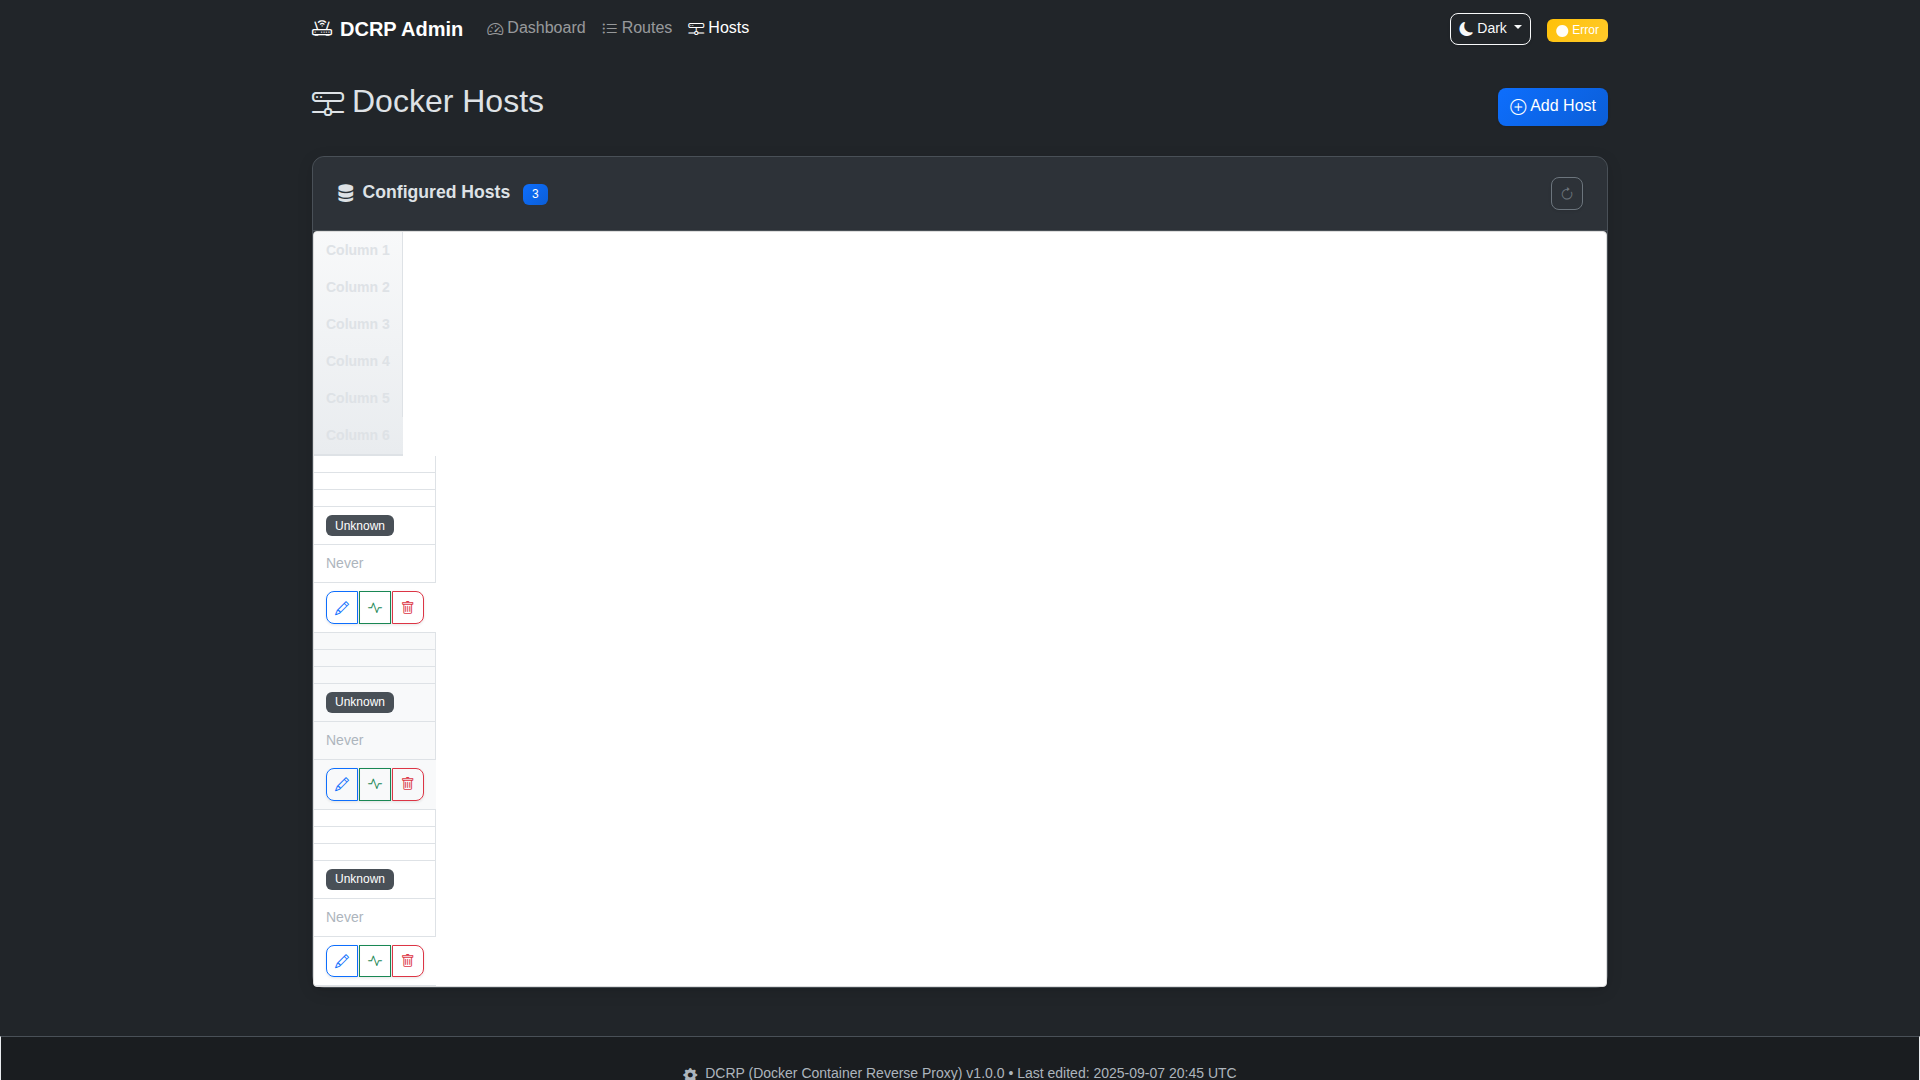 DCRP Admin Dashboard Routes Hosts Dark Error
Docker Hosts Add Host
Configured Hosts 3
Column 1
Column 2
Column 3
Column 4
Column 5
Column 6
Unknown
Never
Unknown
Never
Unknown
Never
DCRP (Docker Container Reverse Proxy) v1.0.0 • Last edited: 2025-09-07 20:45 UTC